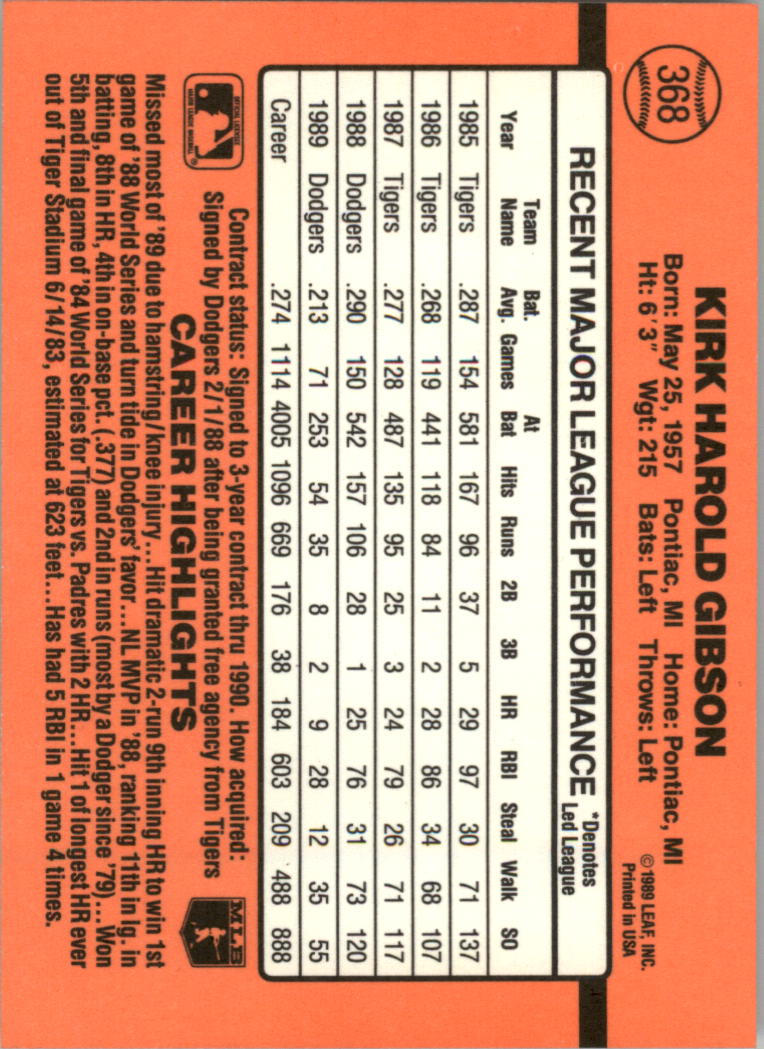 368
KIRK HAROLD GIBSON
Born: May 25, 1957 Pontiac, MI Home: Pontiac, MI
Ht: 6'3" Wgt: 215 Bats: Left Throws: Left
©1989 LEAF, INC.
Printed in USA
RECENT MAJOR LEAGUE PERFORMANCE *Denotes
Led League
Year Team Name Bat. Avg. Games At Bat Hits Runs 2B 3B HR RBI Steal Walk SO
1985 Tigers .287 154 581 167 96 37 5 29 97 30 71 137
1986 Tigers .268 119 441 118 84 11 2 28 86 34 68 107
1987 Tigers .277 128 487 135 95 25 3 24 79 26 71 117
1988 Dodgers .290 150 542 157 106 28 1 25 76 31 73 120
1989 Dodgers .213 71 253 54 35 8 2 9 28 12 35 55
Career .274 1114 4005 1096 669 176 38 184 603 209 488 888
OFFICIAL LICENSEE
MAJOR LEAGUE BASEBALL ®
Contract status: Signed to 3-year contract thru 1990. How acquired:
Signed by Dodgers 2/1/88 after being granted free agency from Tigers
MLB
CAREER HIGHLIGHTS
Missed most of '89 due to hamstring/knee injury...Hit dramatic 2-run 9th inning HR to win 1st
game of '88 World Series and turn tide in Dodgers' favor...NL MVP in '88, ranking 11th in lg. in
batting, 8th in HR, 4th in on-base pct. (.377) and 2nd in runs (most by a Dodger since '79)...Won
5th and final game of '84 World Series for Tigers vs. Padres with 2 HR...Hit 1 of longest HR ever
out of Tiger Stadium 6/14/83, estimated at 623 feet...Has had 5 RBI in 1 game 4 times.